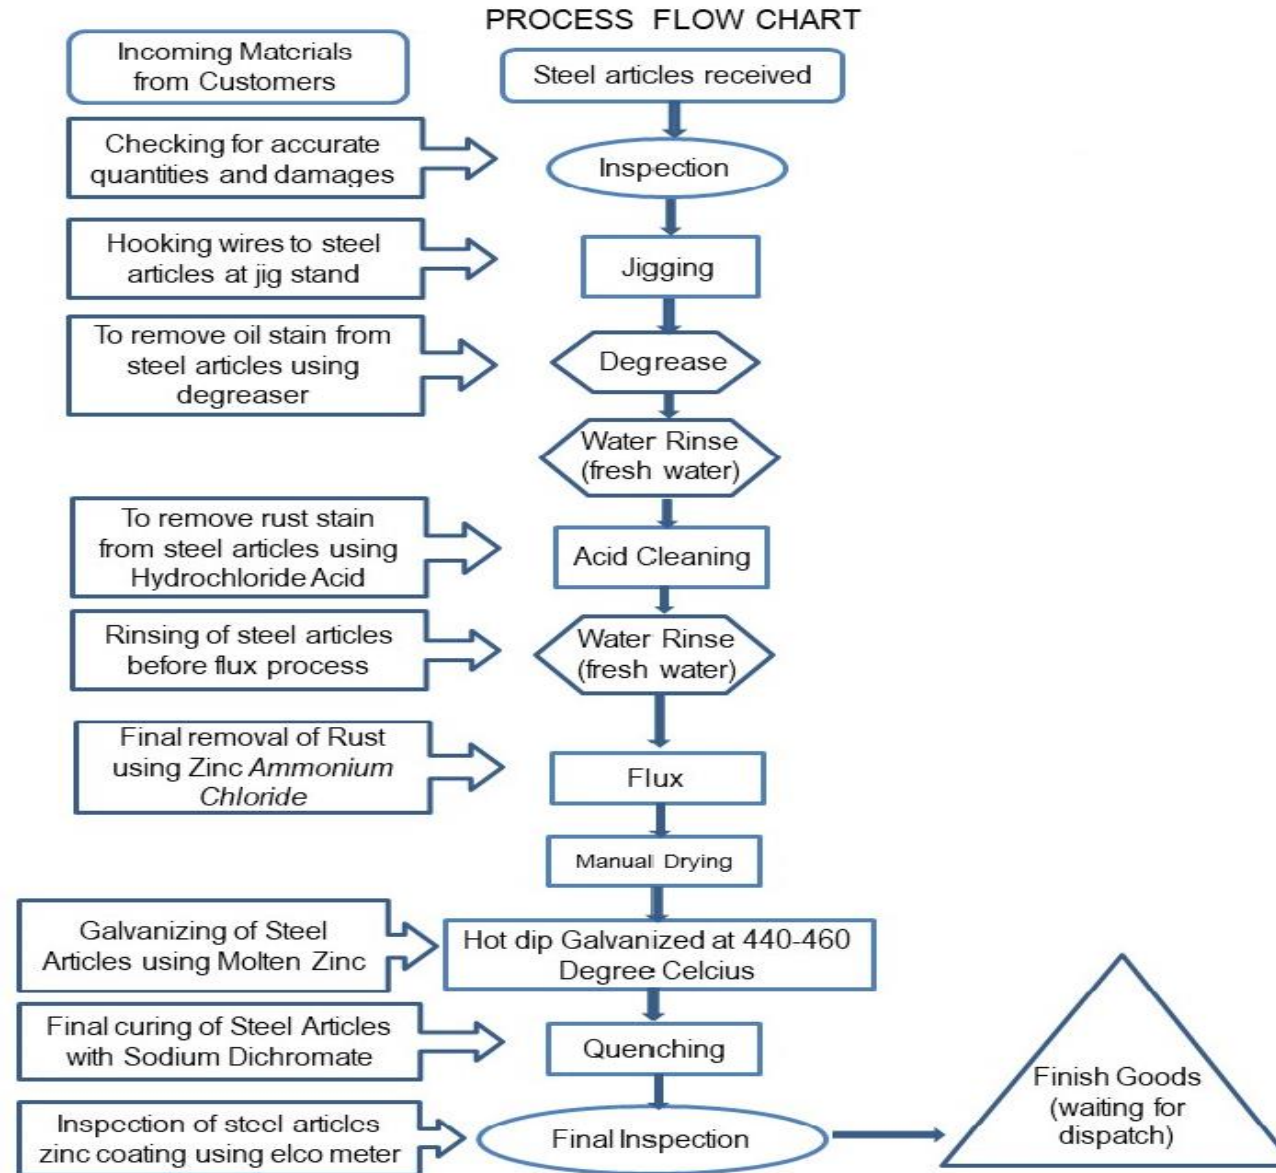 PROCESS FLOW CHART
Incoming Materials
from Customers
Steel articles received
Checking for accurate
quantities and damages
Inspection
Hooking wires to steel
articles at jig stand
Jigging
To remove oil stain from
steel articles using
degreaser
Degrease
Water Rinse
(fresh water)
To remove rust stain
from steel articles using
Hydrochloride Acid
Acid Cleaning
Rinsing of steel articles
before flux process
Water Rinse
(fresh water)
Final removal of Rust
using Zinc Ammonium
Chloride
Flux
Manual Drying
Galvanizing of Steel
Articles using Molten Zinc
Hot dip Galvanized at 440-460
Degree Celcius
Final curing of Steel Articles
with Sodium Dichromate
Quenching
Inspection of steel articles
zinc coating using elco meter
Final Inspection
Finish Goods
(waiting for
dispatch)